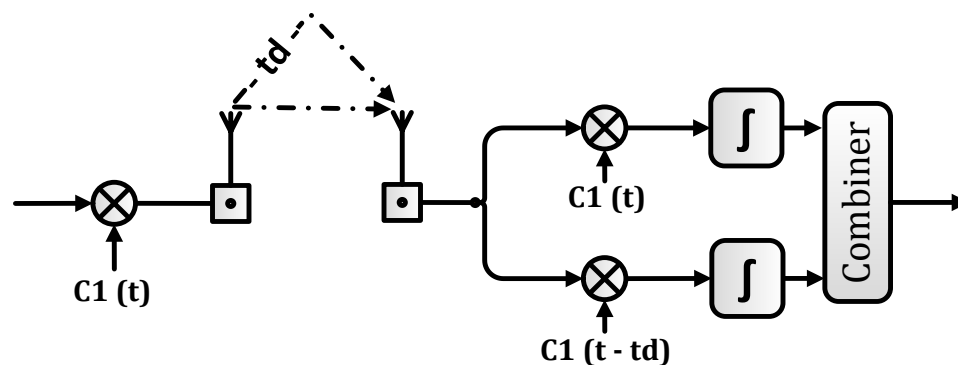 td
C1 (t)
C1 (t)
∫
C1 (t - td)
∫
Combiner